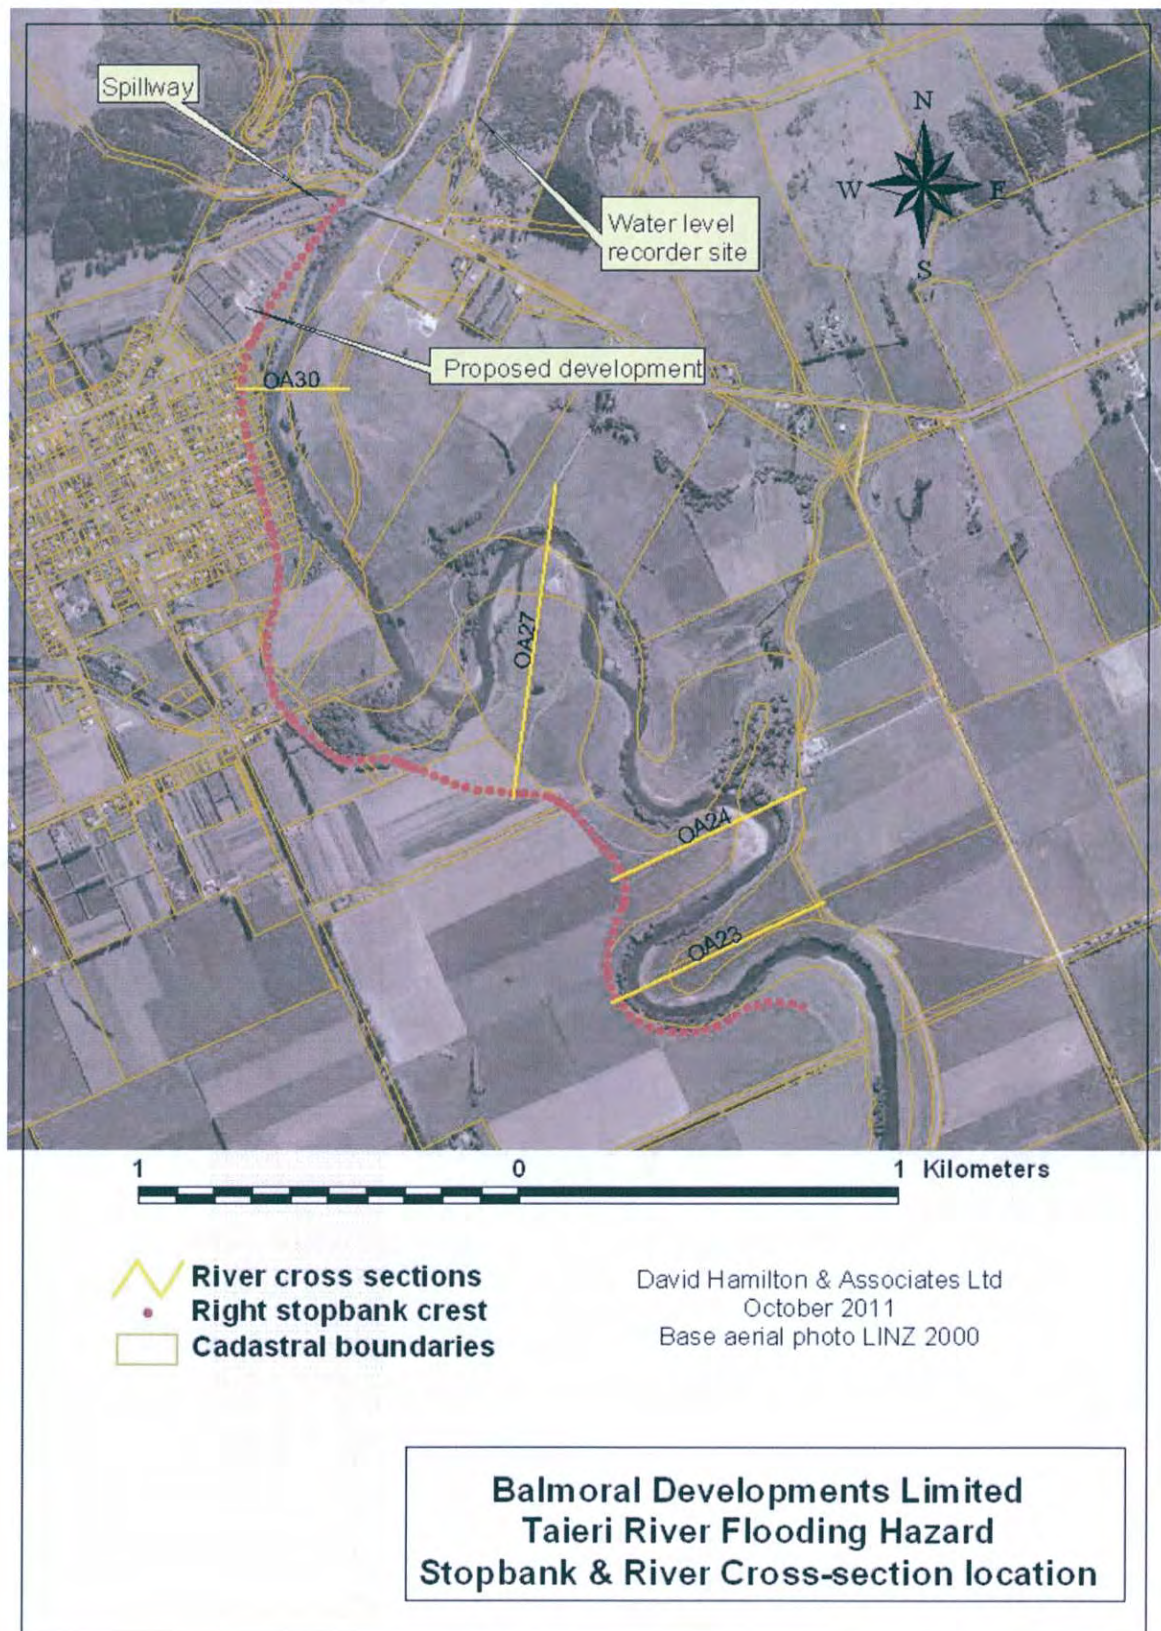 Spillway
N
W
E
S
Water level
recorder site
Proposed development
OA30
OA27
OA24
OA23
1
0
1
Kilometers
River cross sections
Right stopbank crest
Cadastral boundaries
David Hamilton & Associates Ltd
October 2011
Base aerial photo LINZ 2000
Balmoral Developments Limited
Taieri River Flooding Hazard
Stopbank & River Cross-section location